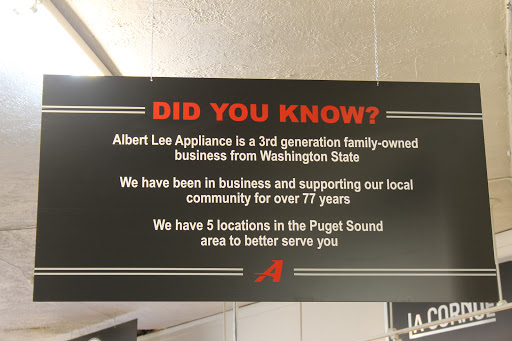 DID YOU KNOW?
Albert Lee Appliance is a 3rd generation family-owned
business from Washington State
We have been in business and supporting our local
community for over 77 years
We have 5 locations in the Puget Sound
area to better serve you
A
LA CORNUE